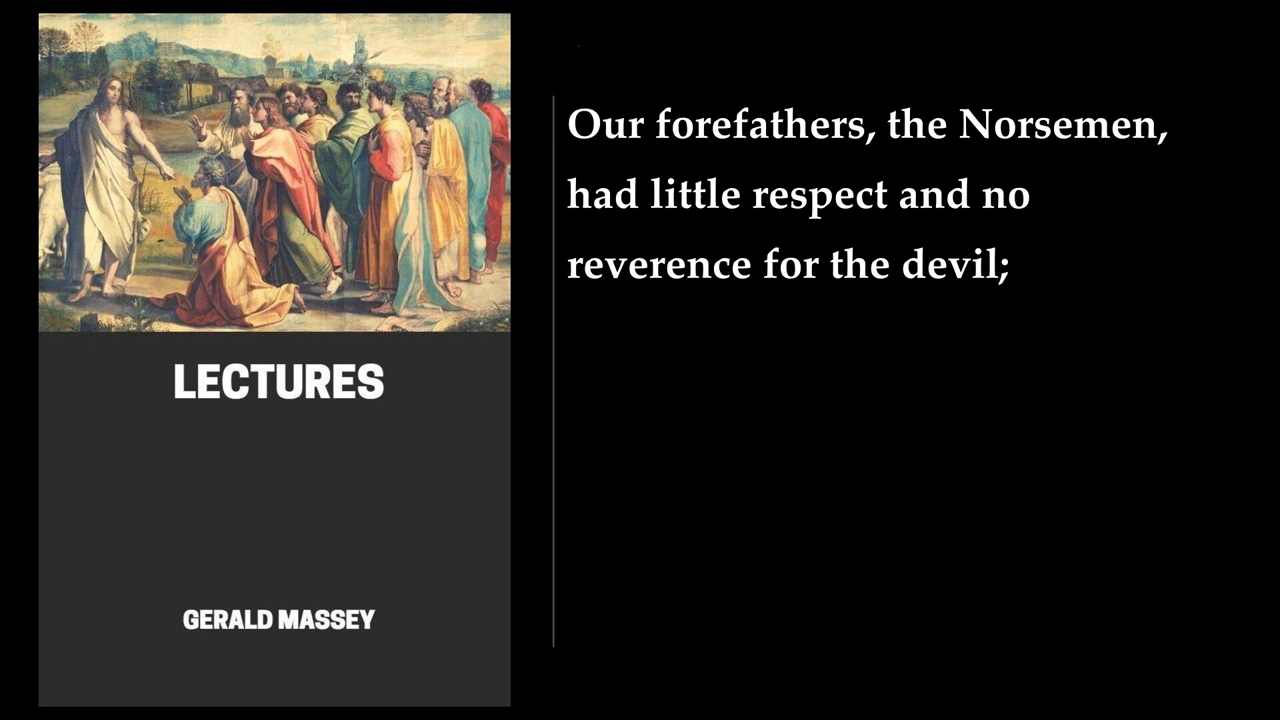 LECTURES
GERALD MASSEY
Our forefathers, the Norsemen,
had little respect and no
reverence for the devil;